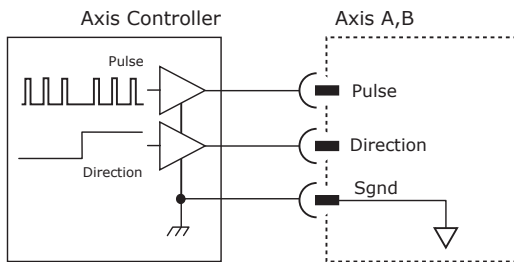 Axis Controller
Axis A,B
Pulse
Pulse
Direction
Direction
Sgnd